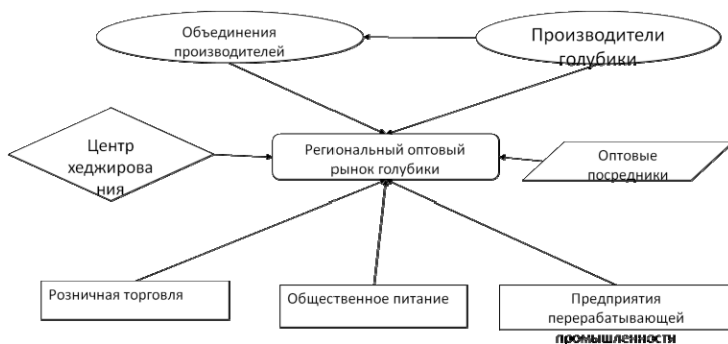 Объединения
производителей
Производители
голубики
Центр
хеджирова
ния
Региональный оптовый
рынок голубики
Оптовые
посредники
Розничная торговля
Общественное питание
Предприятия
перерабатывающей
промышленности